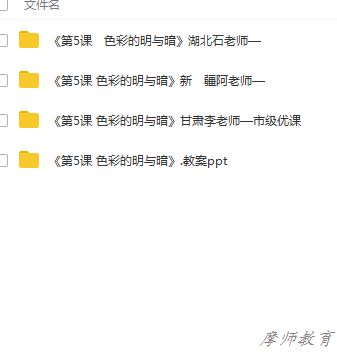 文件名
《第5课　色彩的明与暗》湖北石老师—
《第5课 色彩的明与暗》新　疆阿老师—
《第5课 色彩的明与暗》甘肃李老师—市级优课
《第5课 色彩的明与暗》.教案ppt
摩师教育